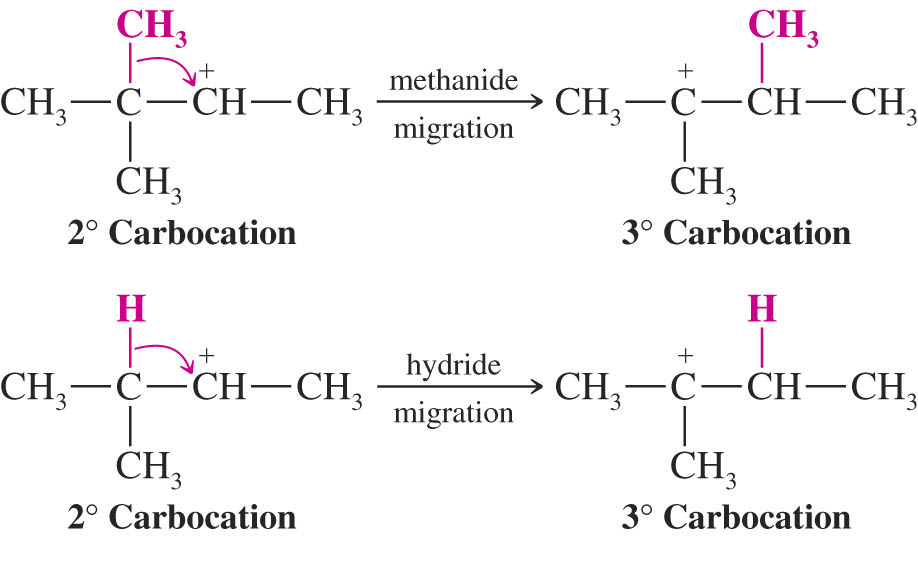 CH₃
CH₃—C—CH—CH₃ methanide migration CH₃—C—CH—CH₃
+ +
CH₃ CH₃
2° Carbocation 3° Carbocation
H H
+ +
CH₃—C—CH—CH₃ hydride migration CH₃—C—CH—CH₃
CH₃ CH₃
2° Carbocation 3° Carbocation